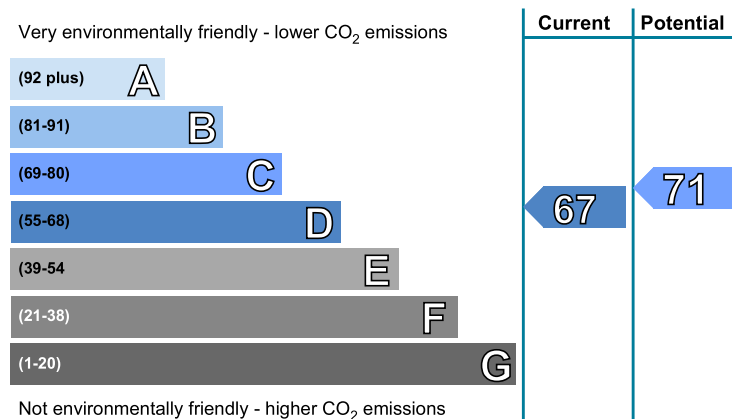 Current Potential
Very environmentally friendly - lower CO₂ emissions
(92 plus) A
(81-91) B
(69-80) C
71
(55-68) D
67
(39-54 E
(21-38) F
(1-20) G
Not environmentally friendly - higher CO₂ emissions